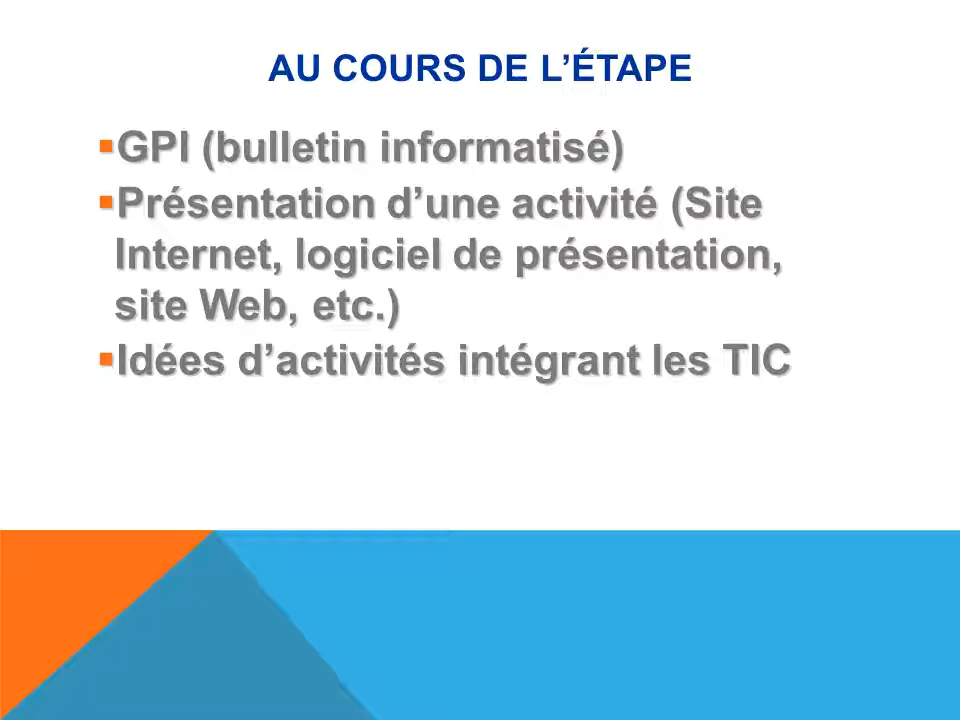 AU COURS DE L’ÉTAPE
▪GPI (bulletin informatisé)
▪Présentation d’une activité (Site
Internet, logiciel de présentation,
site Web, etc.)
▪Idées d’activités intégrant les TIC